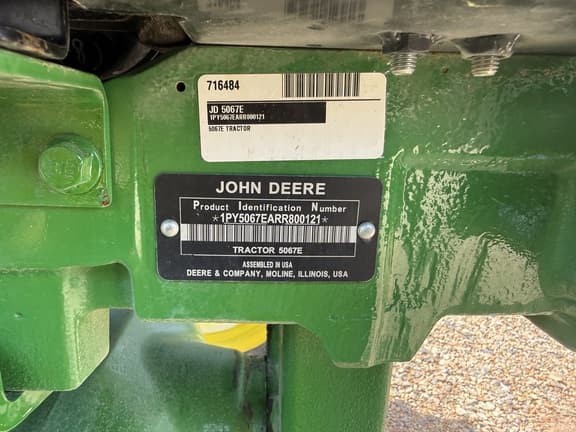 716484
JD 5067E
1PY5067EARR800121
5067E TRACTOR
JOHN DEERE
Product Identification Number
*1PY5067EARR800121*
TRACTOR 5067E
ASSEMBLED IN USA
DEERE & COMPANY, MOLINE, ILLINOIS, USA